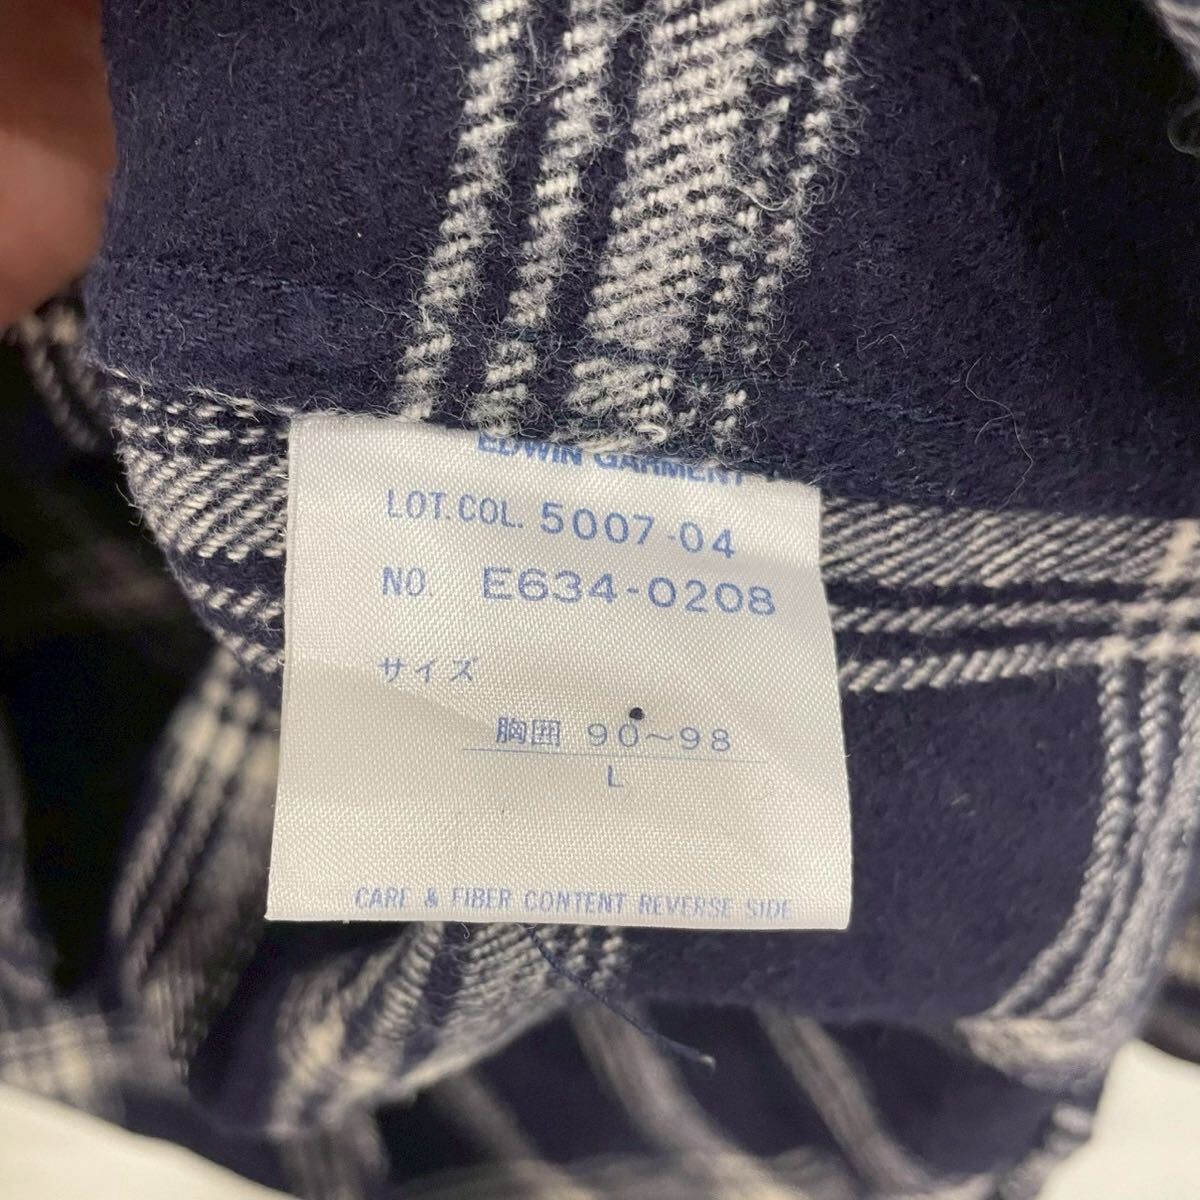 EDWIN GARMENT
LOT.COL. 5007-04
NO E634-0208
サイズ
胸囲 90~98
L
CARE & FIBER CONTENT REVERSE SIDE